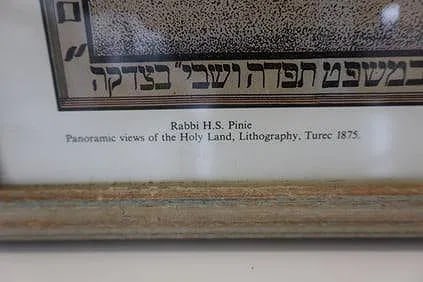 במשפט תפדה ושבי״ בצדקה
Rabbi H.S. Pinie
Panoramic views of the Holy Land, Lithography, Turec 1875.